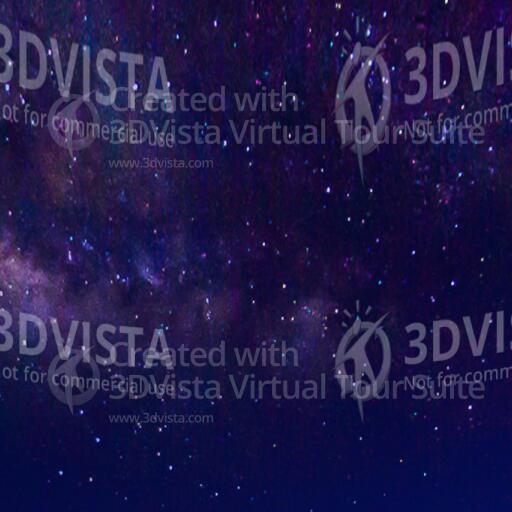 3DVISTA
Not for commercial use
Created with
3DVista Virtual Tour Suite
www.3dvista.com
3DVIS
Not for comm
3DVISTA
Not for commercial use
Created with
3DVista Virtual Tour Suite
www.3dvista.com
3DVIS
Not for comm